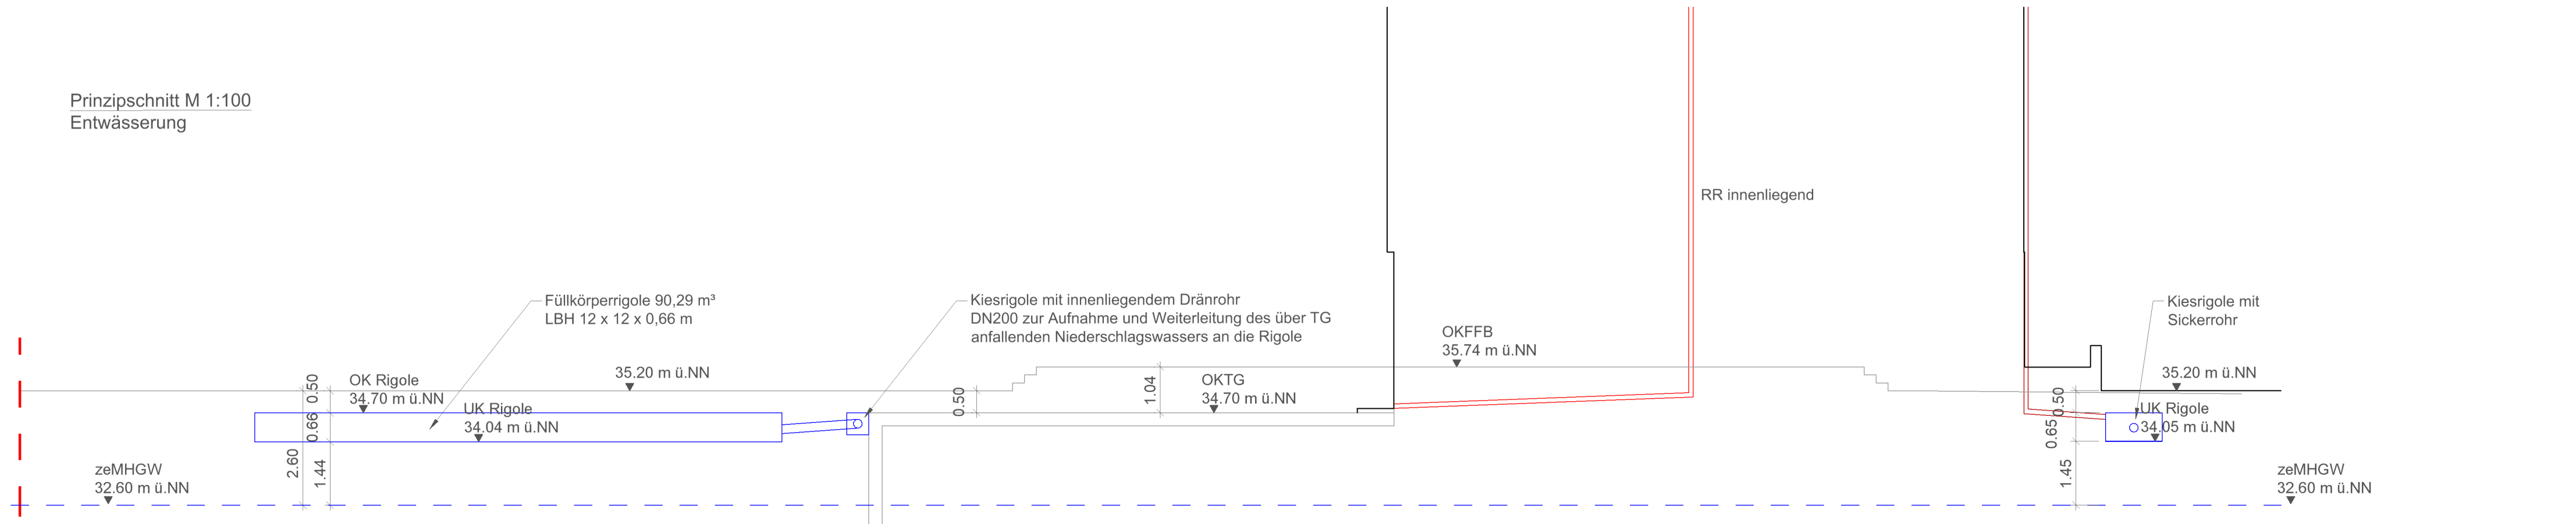 Prinzipschnitt M 1:100
Entwässerung
RR innenliegend
Füllkörperrigole 90,29 m³
LBH 12 x 12 x 0,66 m
Kiesrigole mit innenliegendem Dränrohr
DN200 zur Aufnahme und Weiterleitung des über TG
anfallenden Niederschlagswassers an die Rigole
Kiesrigole mit
Sickerrohr
OKFFB
35.74 m ü.NN
35.20 m ü.NN
35.20 m ü.NN
OK Rigole
34.70 m ü.NN
OKTG
34.70 m ü.NN
UK Rigole
34.04 m ü.NN
UK Rigole
34.05 m ü.NN
0.50
0.66
2.60
1.44
0.50
1.04
0.50
0.65
1.45
zeMHGW
32.60 m ü.NN
zeMHGW
32.60 m ü.NN